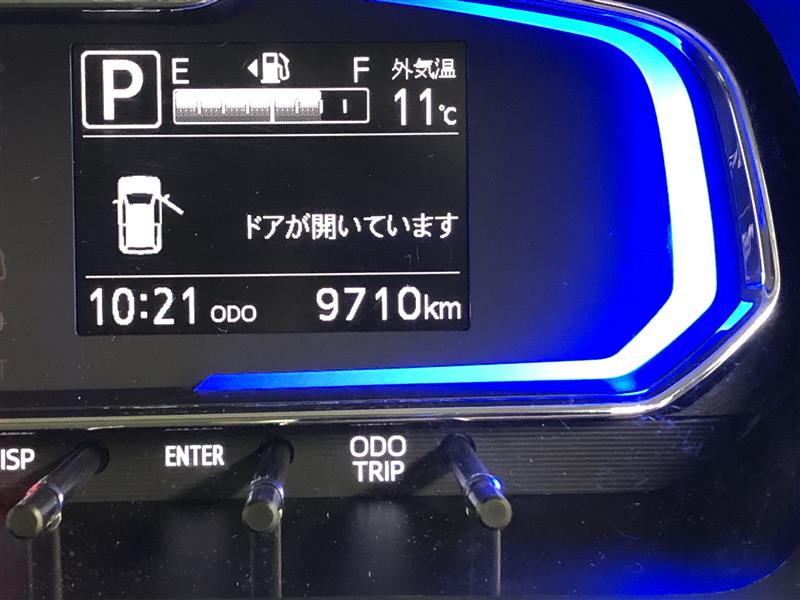 P E F 外気温
11℃
ドアが開いています
10:21 ODO 9710km
ISP ENTER ODO
TRIP